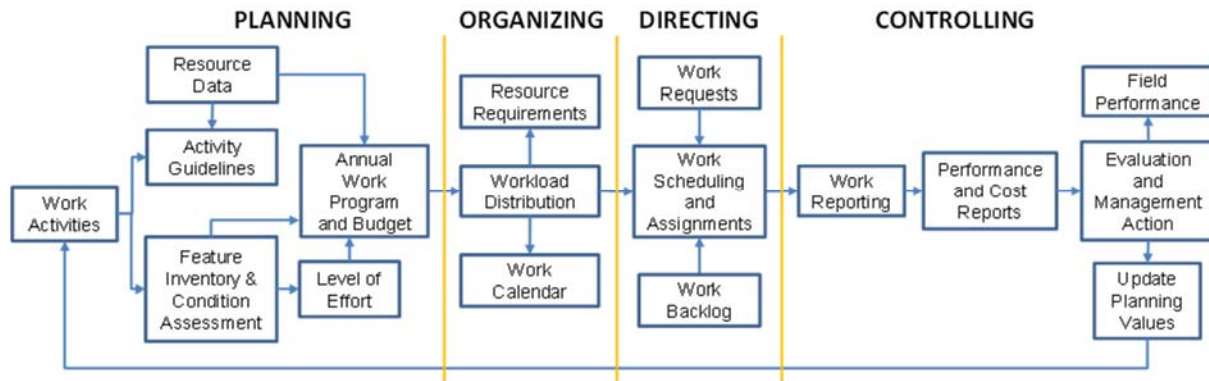 PLANNING
ORGANIZING
DIRECTING
CONTROLLING
Resource
Data
Activity
Guidelines
Work
Activities
Feature
Inventory &
Condition
Assessment
Level of
Effort
Annual
Work
Program
and Budget
Resource
Requirements
Workload
Distribution
Work
Calendar
Work
Requests
Work
Scheduling
and
Assignments
Work
Backlog
Work
Reporting
Performance
and Cost
Reports
Field
Performance
Evaluation
and
Management
Action
Update
Planning
Values